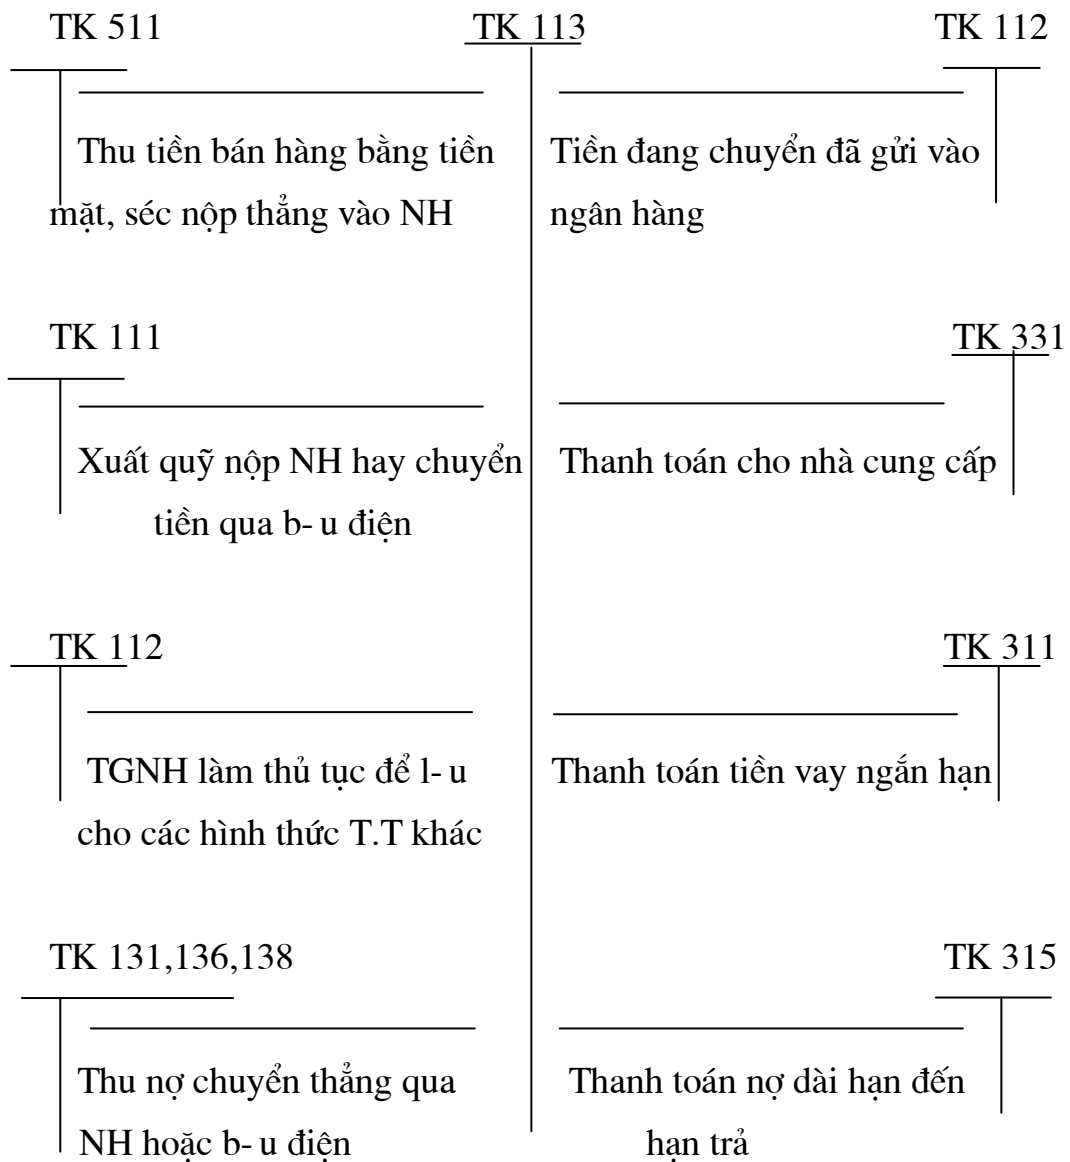 TK 511
TK 113
TK 112
Thu tiền bán hàng bằng tiền
mặt, séc nộp thẳng vào NH
Tiền đang chuyển đã gửi vào
ngân hàng
TK 111
TK 331
Xuất quỹ nộp NH hay chuyển
tiền qua b- u điện
Thanh toán cho nhà cung cấp
TK 112
TK 311
TGNH làm thủ tục để l- u
cho các hình thức T.T khác
Thanh toán tiền vay ngắn hạn
TK 131,136,138
TK 315
Thu nợ chuyển thẳng qua
NH hoặc b- u điện
Thanh toán nợ dài hạn đến
hạn trả